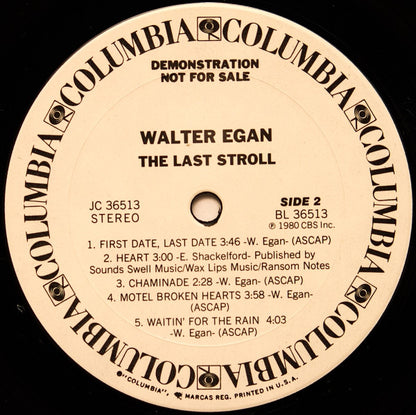 COLUMBIA COLUMBIA COLUMBIA COLUMBIA COLUMBIA COLUMBIA
DEMONSTRATION
NOT FOR SALE
WALTER EGAN
THE LAST STROLL
JC 36513
STEREO
SIDE 2
BL 36513
℗ 1980 CBS Inc.
1. FIRST DATE, LAST DATE 3:46 -W. Egan- (ASCAP)
2. HEART 3:00 -E. Shackelford- Published by
Sounds Swell Music/Wax Lips Music/Ransom Notes
3. CHAMINADE 2:28 -W. Egan- (ASCAP)
4. MOTEL BROKEN HEARTS 3:58 -W. Egan-
(ASCAP)
5. WAITIN' FOR THE RAIN 4:03
-W. Egan- (ASCAP)
® "COLUMBIA", MARCAS REG. PRINTED IN U.S.A.